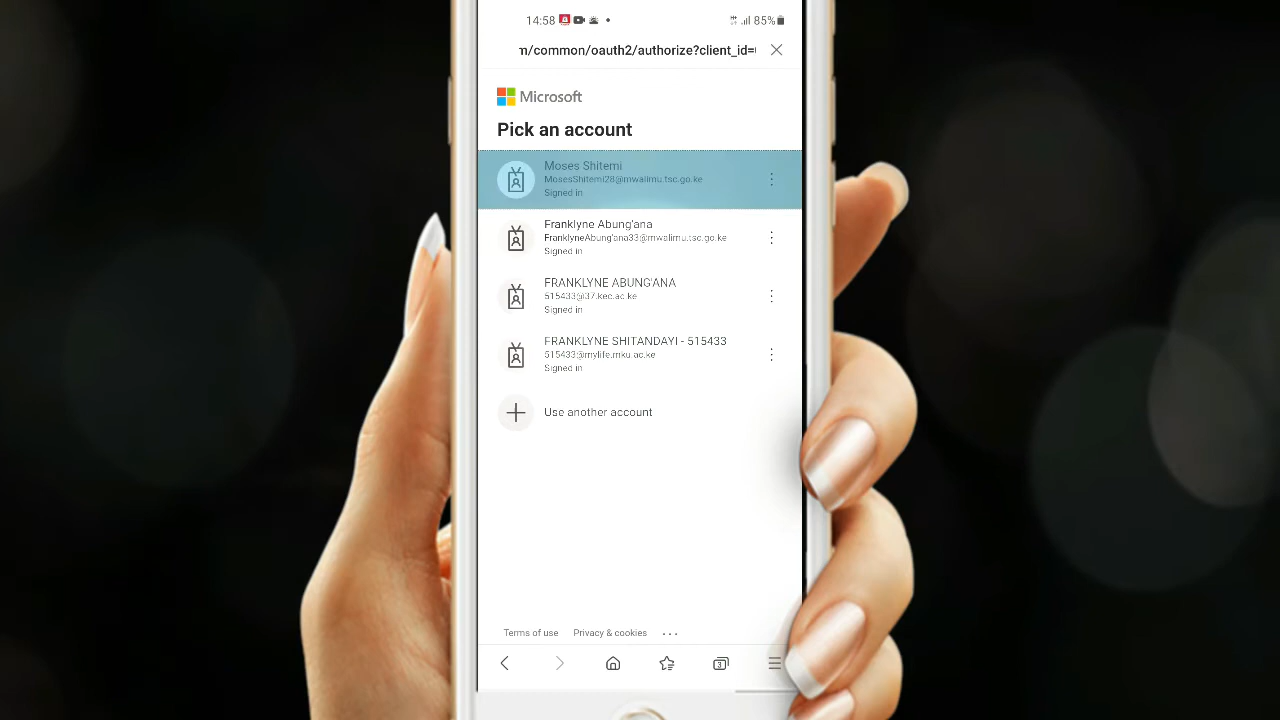 14:58 85%
m/common/oauth2/authorize?client_id=
Microsoft
Pick an account
Moses Shitemi
MosesShitemi28@mwalimu.tsc.go.ke
Signed in
Franklyne Abung'ana
FranklyneAbung'ana33@mwalimu.tsc.go.ke
Signed in
FRANKLYNE ABUNG'ANA
515433@37.kec.ac.ke
Signed in
FRANKLYNE SHITANDAYI - 515433
515433@mylife.mku.ac.ke
Signed in
Use another account
Terms of use Privacy & cookies ...
3